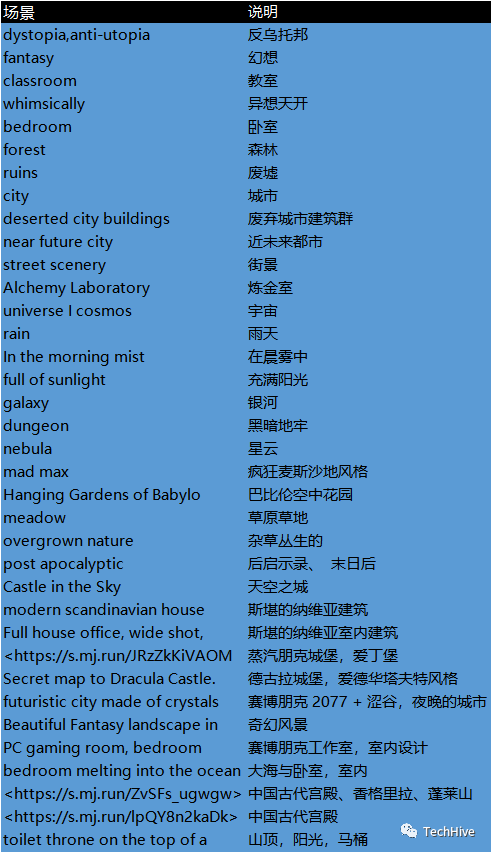 场景 说明
dystopia,anti-utopia 反乌托邦
fantasy 幻想
classroom 教室
whimsically 异想天开
bedroom 卧室
forest 森林
ruins 废墟
city 城市
deserted city buildings 废弃城市建筑群
near future city 近未来都市
street scenery 街景
Alchemy Laboratory 炼金室
universe I cosmos 宇宙
rain 雨天
In the morning mist 在晨雾中
full of sunlight 充满阳光
galaxy 银河
dungeon 黑暗地牢
nebula 星云
mad max 疯狂麦斯沙地风格
Hanging Gardens of Babylo 巴比伦空中花园
meadow 草原草地
overgrown nature 杂草丛生的
post apocalyptic 后启示录、 末日后
Castle in the Sky 天空之城
modern scandinavian house 斯堪的纳维亚建筑
Full house office, wide shot, 斯堪的纳维亚室内建筑
<https://s.mj.run/JRzZkKiVAOM 蒸汽朋克城堡，爱丁堡
Secret map to Dracula Castle. 德古拉城堡，爱德华塔夫特风格
futuristic city made of crystals 赛博朋克 2077 + 涩谷，夜晚的城市
Beautiful Fantasy landscape in 奇幻风景
PC gaming room, bedroom 赛博朋克工作室，室内设计
bedroom melting into the ocean 大海与卧室，室内
<https://s.mj.run/ZvSFs_ugwgw> 中国古代宫殿、香格里拉、蓬莱山
<https://s.mj.run/lpQY8n2kaDk> 中国古代宫殿
toilet throne on the top of a 山顶，阳光，马桶
TechHive